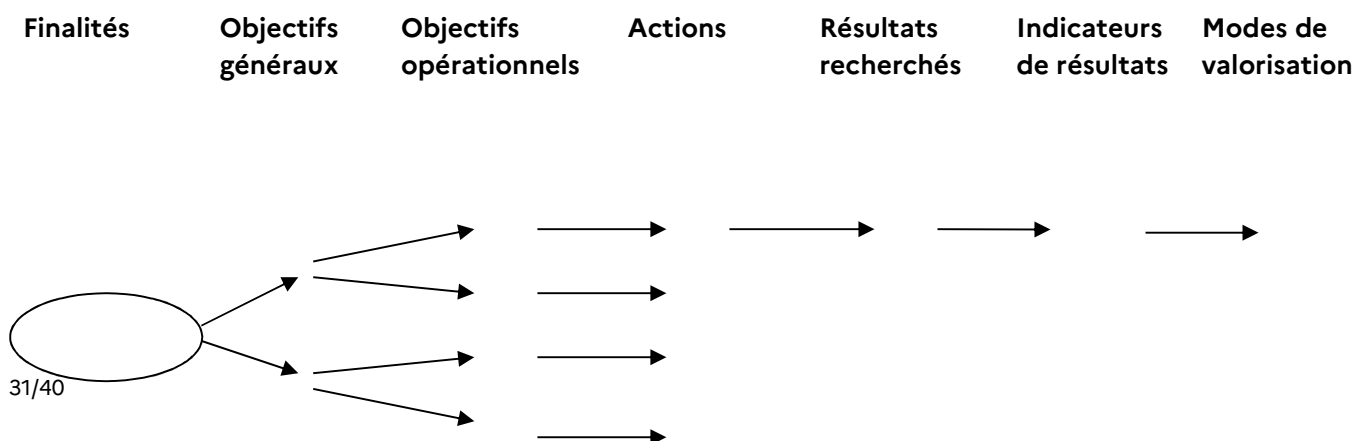 Finalités
Objectifs
généraux
Objectifs
opérationnels
Actions
Résultats
recherchés
Indicateurs
de résultats
Modes de
valorisation
31/40